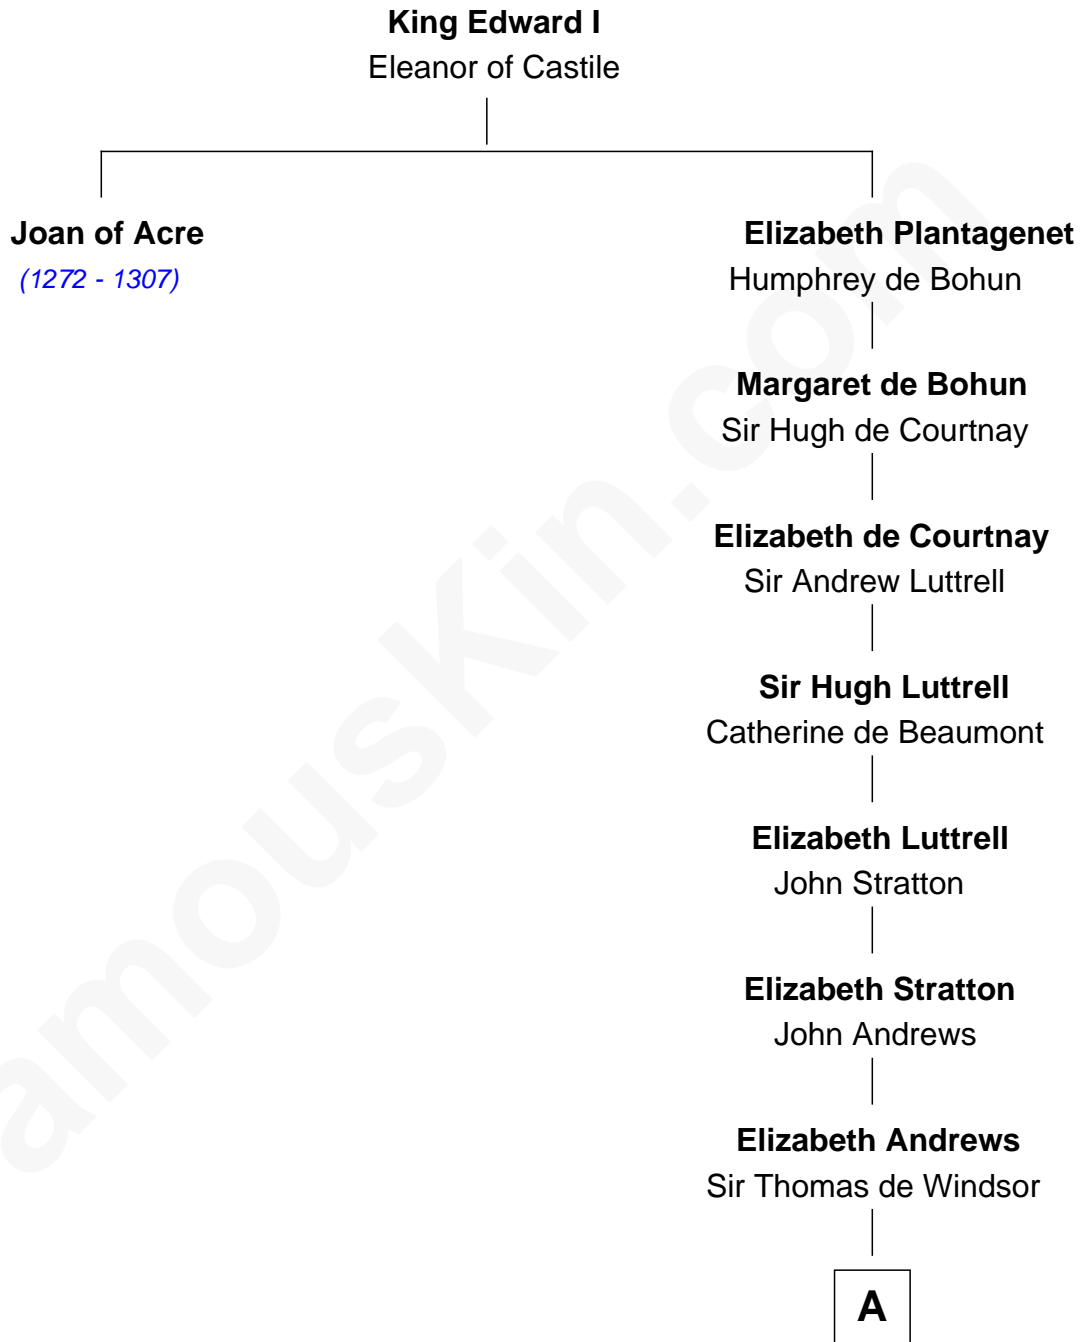 King Edward I
Eleanor of Castile
Joan of Acre
(1272 - 1307)
Elizabeth Plantagenet
Humphrey de Bohun
Margaret de Bohun
Sir Hugh de Courtnay
Elizabeth de Courtnay
Sir Andrew Luttrell
Sir Hugh Luttrell
Catherine de Beaumont
Elizabeth Luttrell
John Stratton
Elizabeth Stratton
John Andrews
Elizabeth Andrews
Sir Thomas de Windsor
A
amouskin.com